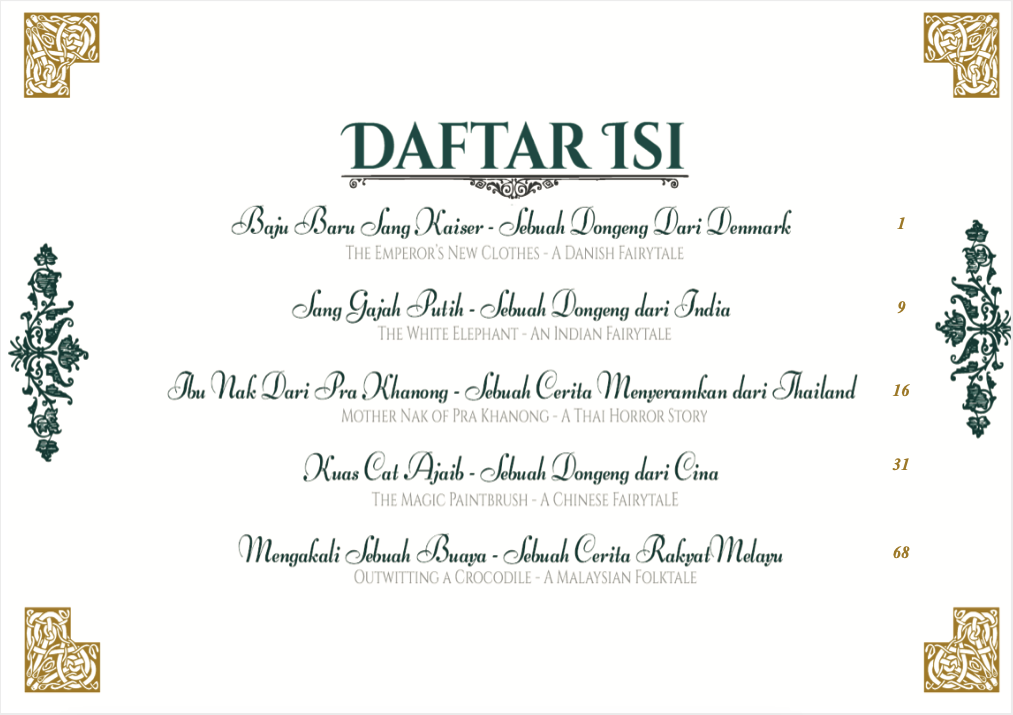 DAFTAR ISI
Baju Baru Sang Kaiser - Sebuah Dongeng Dari Denmark 1
The Emperor's New Clothes - A Danish Fairytale
Sang Gajah Putih - Sebuah Dongeng dari India 9
The White Elephant - An Indian Fairytale
Ibu Nak Dari Pra Khanong - Sebuah Cerita Menyeramkan dari Thailand 16
Mother Nak of Pra Khanong - A Thai Horror Story
Kuas Cat Ajaib - Sebuah Dongeng dari Cina 31
The Magic Paintbrush - A Chinese FairytalE
Mengakali Sebuah Buaya - Sebuah Cerita RakyatMelayu 68
Outwitting a Crocodile - A Malaysian Folktale